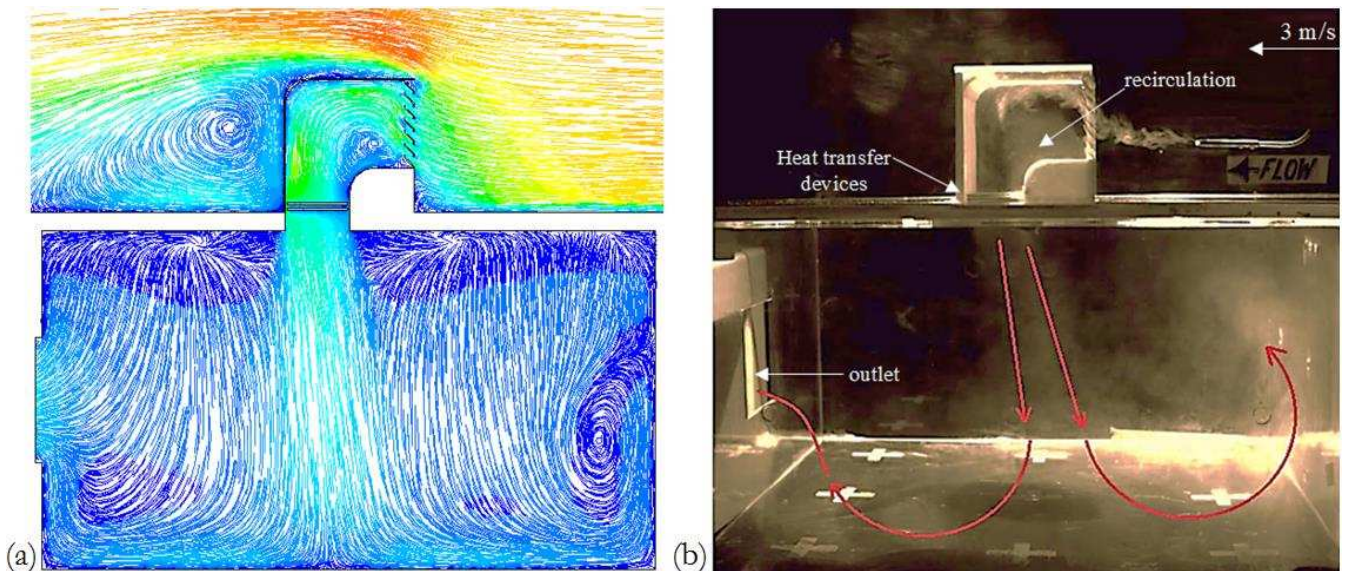 3 m/s
recirculation
Heat transfer
devices
FLOW
outlet
(a)
(b)